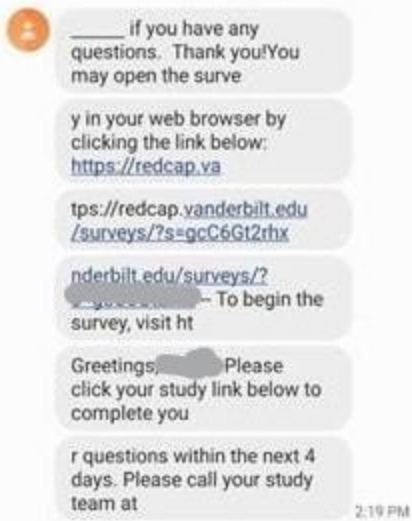 _____ if you have any
questions. Thank you!You
may open the surve
y in your web browser by
clicking the link below:
https://redcap.va
tps://redcap.vanderbilt.edu
/surveys/?s=gcC6Gt2rhx
nderbilt.edu/surveys/?
-- To begin the
survey, visit ht
Greetings, Please
click your study link below to
complete you
r questions within the next 4
days. Please call your study
team at
2:19 PM